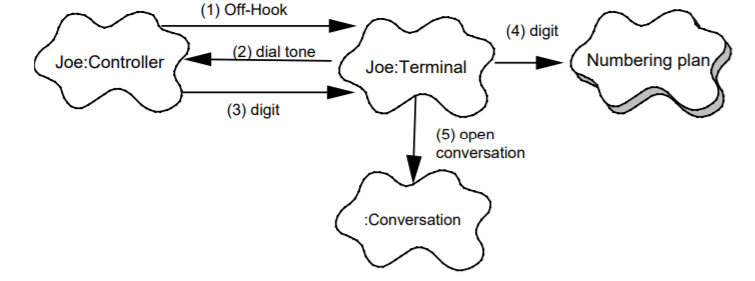 (1) Off-Hook
(4) digit
Joe:Controller
(2) dial tone
Joe:Terminal
Numbering plan
(3) digit
(5) open
conversation
:Conversation